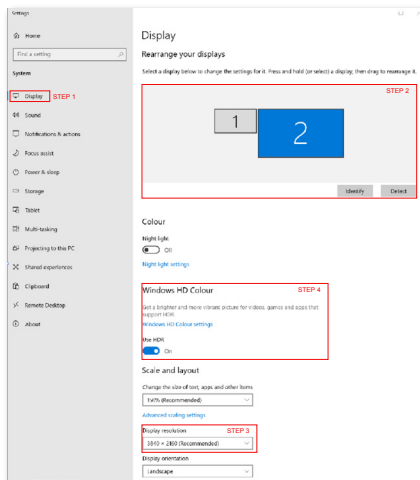 Settings
Home
Find a setting
System
Display STEP 1
Sound
Notifications & actions
Focus assist
Power & sleep
Storage
Tablet
Multi-tasking
Projecting to this PC
Shared experiences
Clipboard
Remote Desktop
About
Display
Rearrange your displays
Select a display below to change the settings for it. Press and hold (or select) a display, then drag to rearrange it.
STEP 2
1 2
Identify Detect
Colour
Night light
Off
Night light settings
Windows HD Colour STEP 4
Get a brighter and more vibrant picture for videos, games and apps that
support HDR.
Windows HD Colour settings
Use HDR
On
Scale and layout
Change the size of text, apps and other items
(Recommended)
Advanced scaling settings
Display resolution STEP 3
3840 × 2160 (Recommended)
Display orientation
Landscape